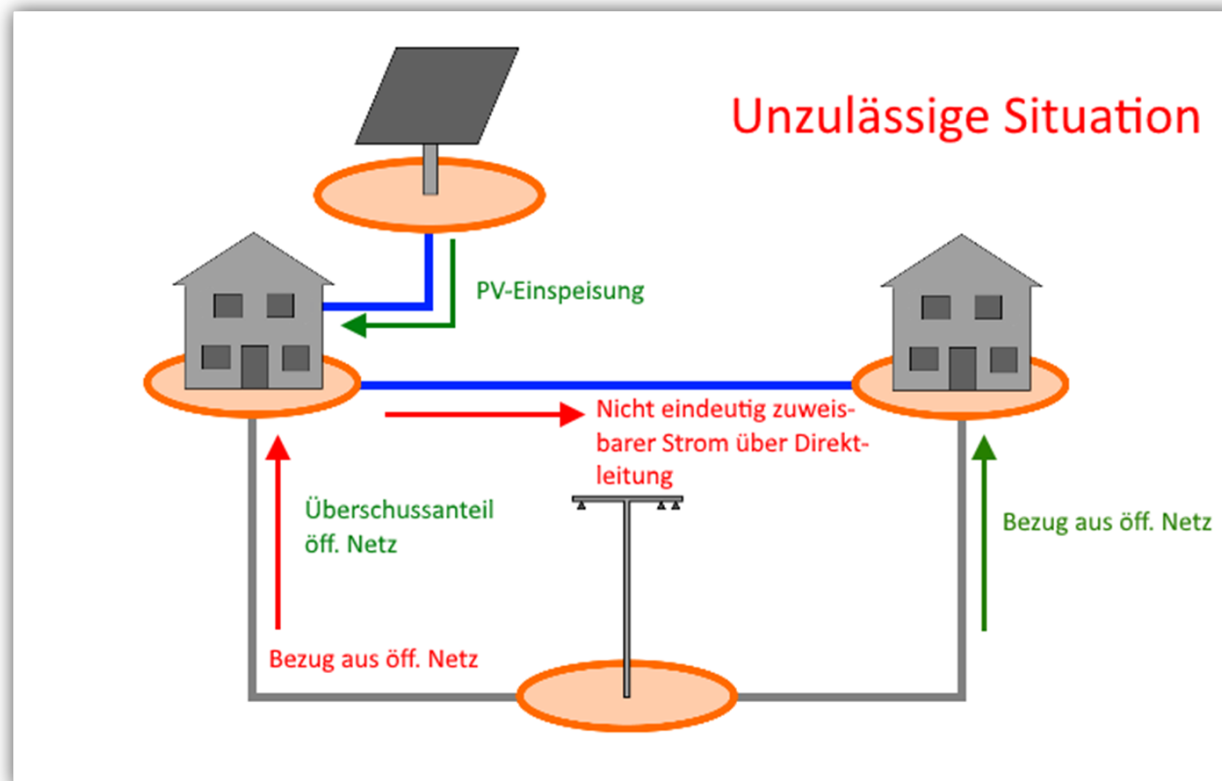 Unzulässige Situation
PV-Einspeisung
Nicht eindeutig zuweis-
barer Strom über Direkt-
leitung
Überschussanteil
öff. Netz
Bezug aus öff. Netz
Bezug aus öff. Netz